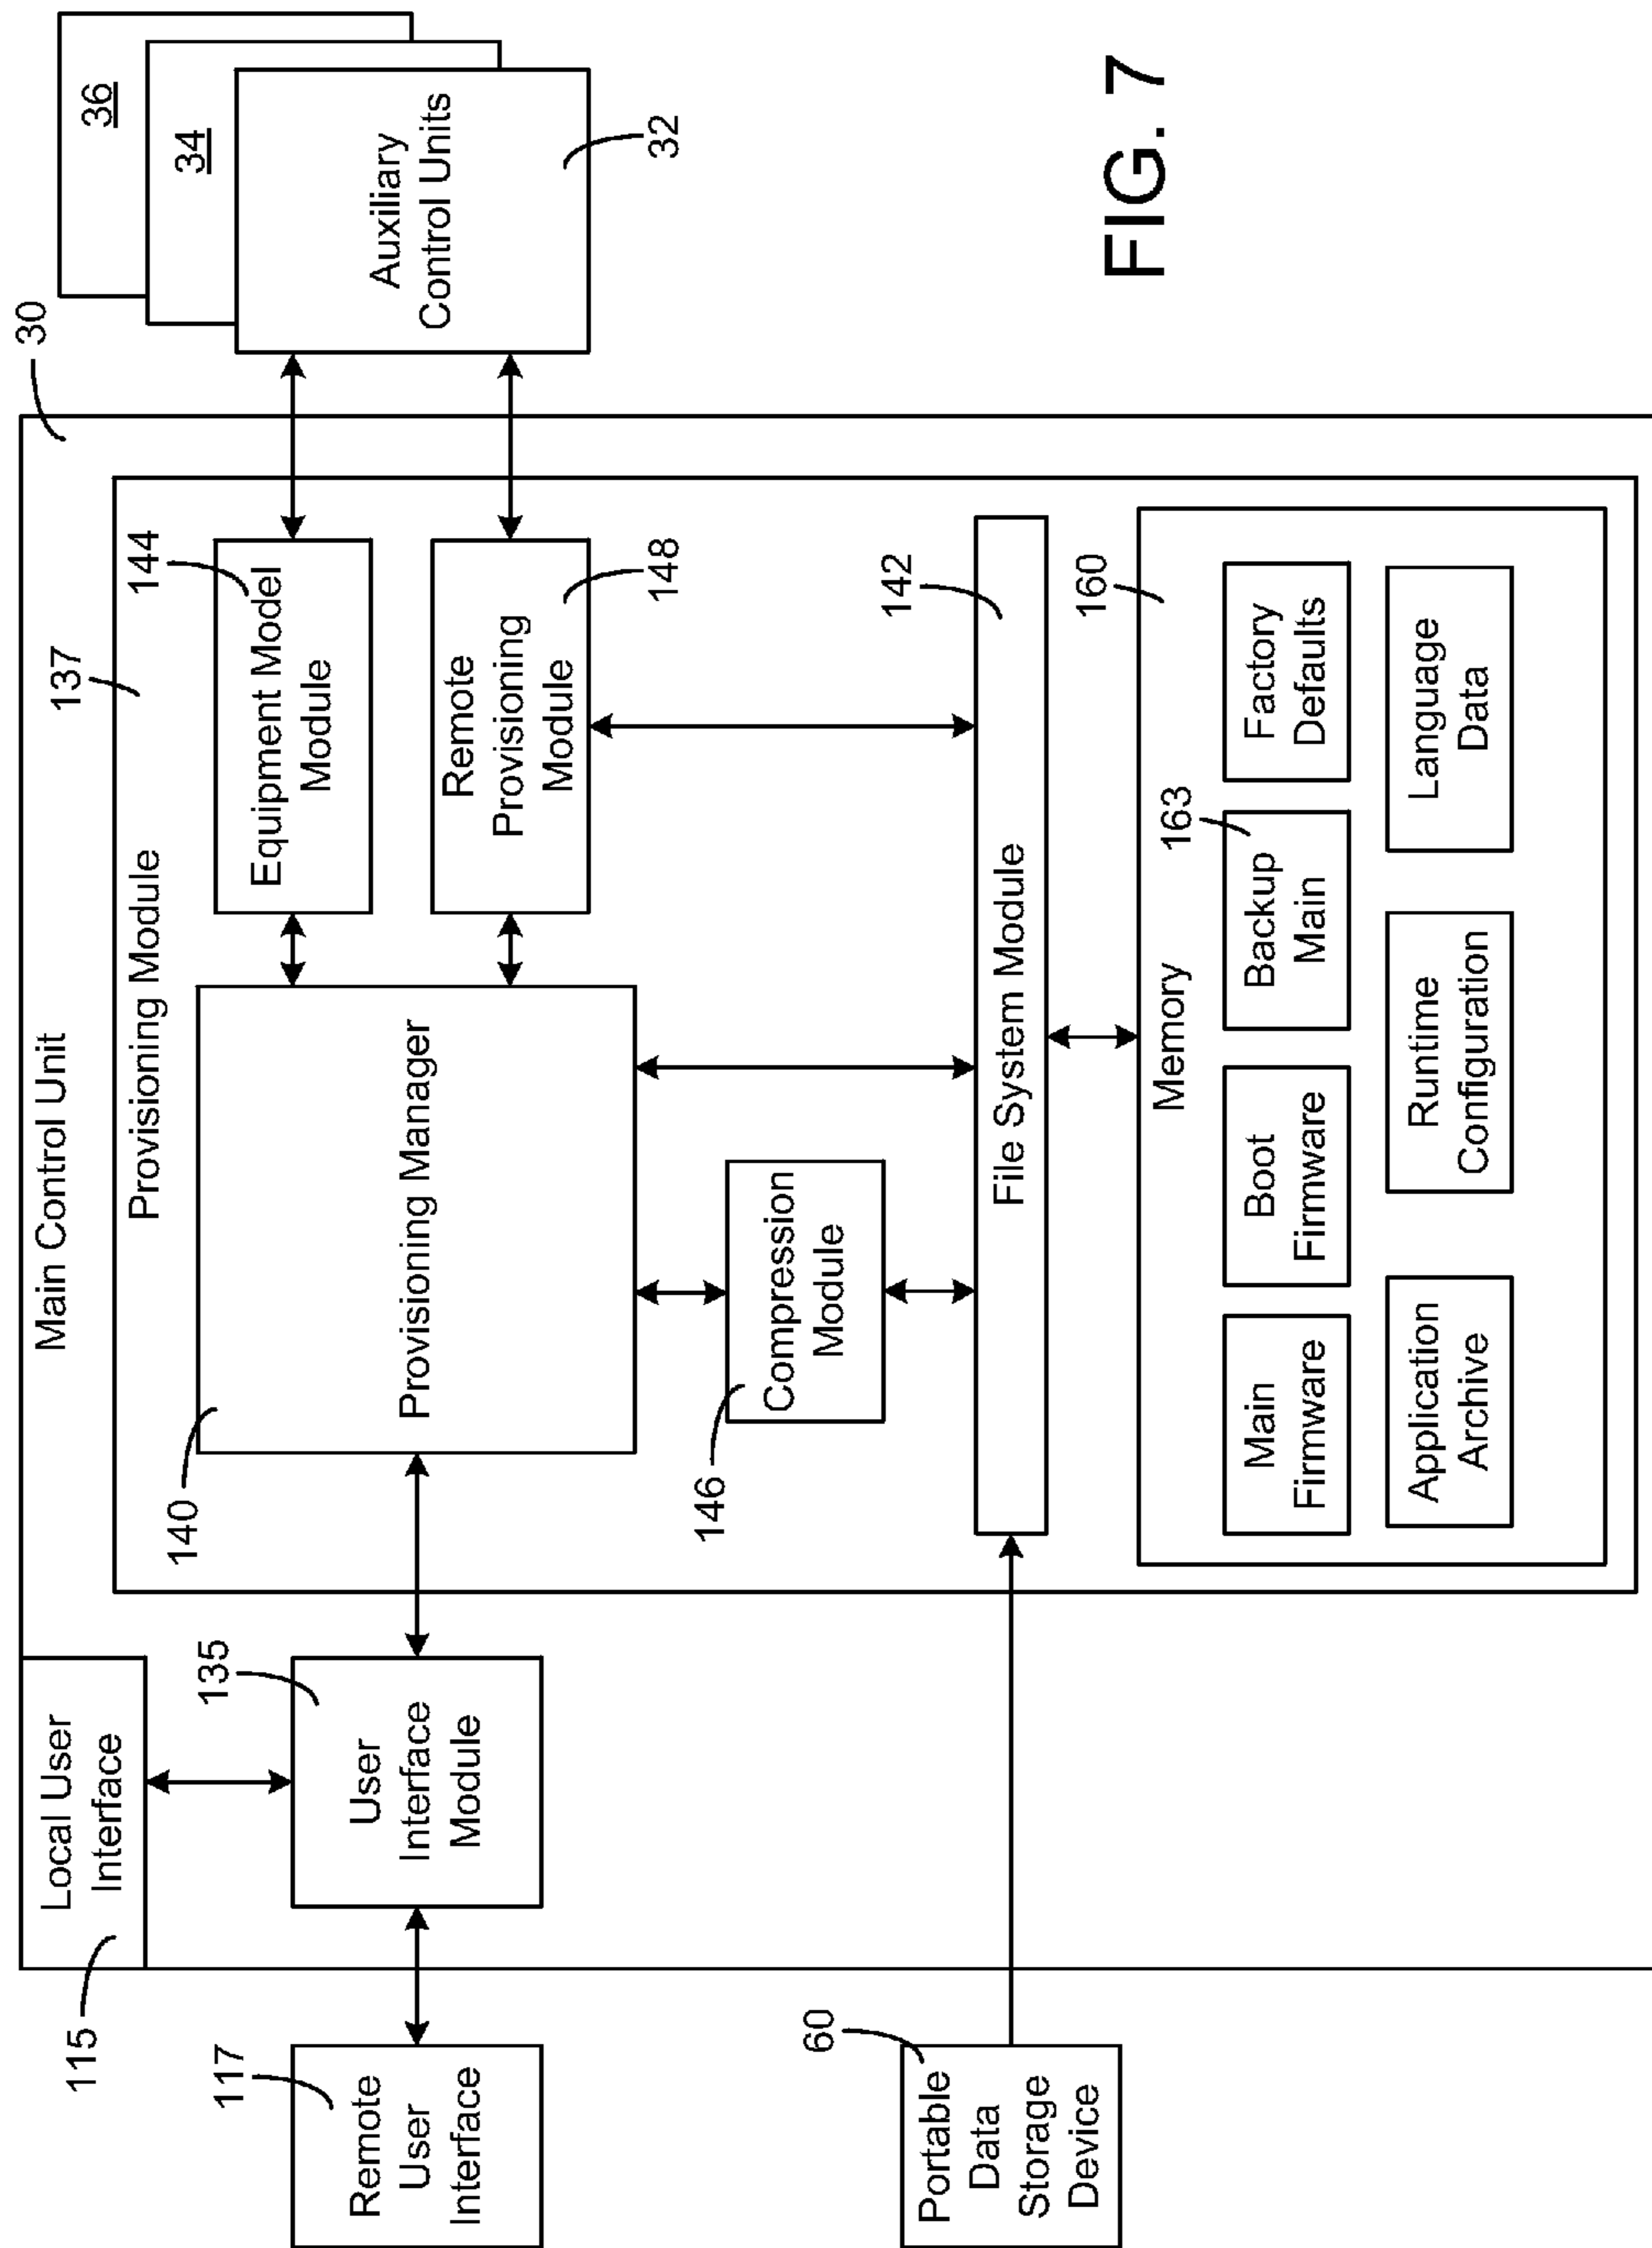 Main Control Unit
30
Local User
Interface
115
Provisioning Module
137
36
34
Auxiliary
Control Units
32
117
Remote
User
Interface
135
User
Interface
Module
140
Provisioning Manager
144
Equipment Model
Module
Remote
Provisioning
Module
148
146
Compression
Module
60
Portable
Data
Storage
Device
File System Module
142
Memory
160
Main
Firmware
Boot
Firmware
Backup
Main
163
Factory
Defaults
Application
Archive
Runtime
Configuration
Language
Data
FIG. 7